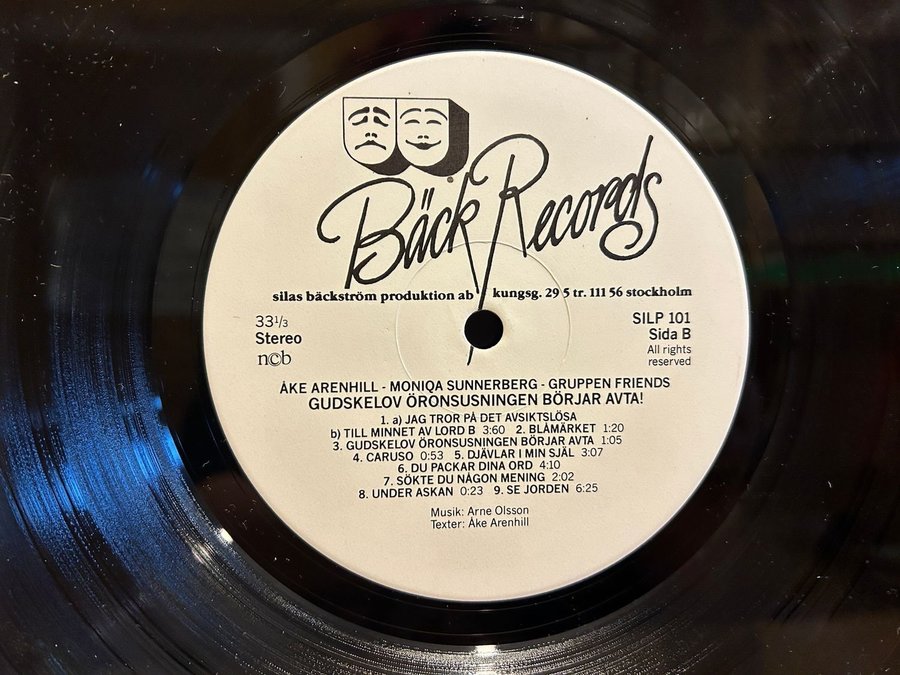 Bäck Records
silas bäckström produktion ab kungsg. 29 5 tr. 111 56 stockholm
33 1/3
Stereo
ncb
SILP 101
Sida B
All rights
reserved
ÅKE ARENHILL - MONIQA SUNNERBERG - GRUPPEN FRIENDS
GUDSKELOV ÖRONSUSNINGEN BÖRJAR AVTA!
1. a) JAG TROR PÅ DET AVSIKTSLÖSA
b) TILL MINNET AV LORD B 3:60 2. BLÅMÄRKET 1:20
3. GUDSKELOV ÖRONSUSNINGEN BÖRJAR AVTA 1:05
4. CARUSO 0:53 5. DJÄVLAR I MIN SJÄL 3:07
6. DU PACKAR DINA ORD 4:10
7. SÖKTE DU NÅGON MENING 2:02
8. UNDER ASKAN 0:23 9. SE JORDEN 6:25
Musik: Arne Olsson
Texter: Åke Arenhill